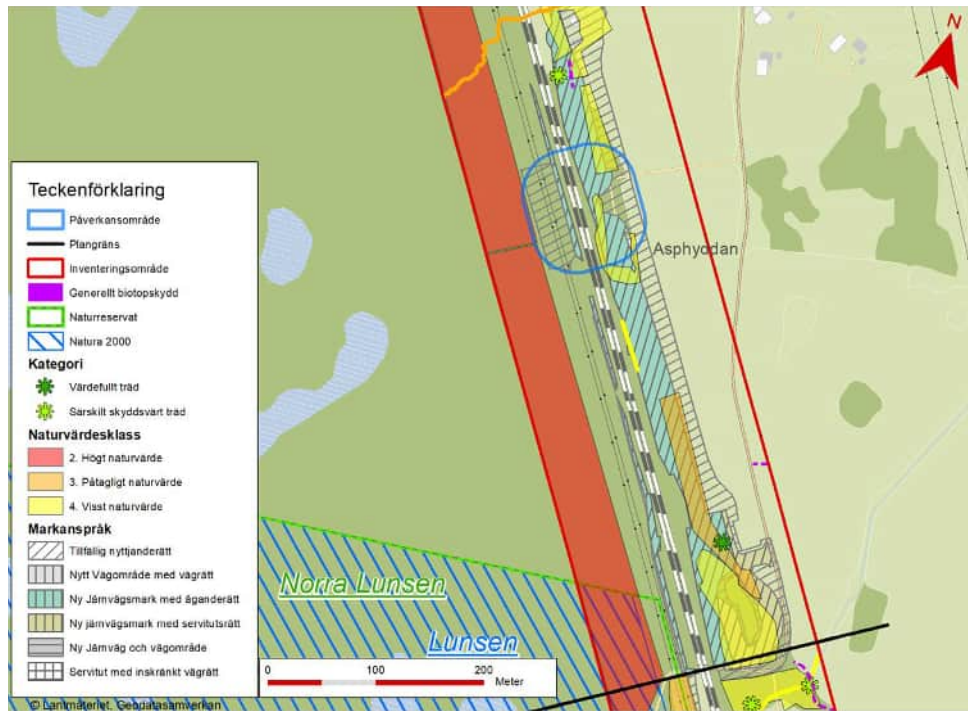 N
Asphyddan
Teckenförklaring
Påverkansområde
Plangräns
Inventeringsområde
Generellt biotopskydd
Naturreservat
Natura 2000
Kategori
Värdefullt träd
Särskilt skyddsvärt träd
Naturvärdesklass
2. Högt naturvärde
3. Påtagligt naturvärde
4. Visst naturvärde
Markanspråk
Tillfällig nyttjanderätt
Nytt Vägområde med vägrätt
Ny Järnvägsmark med äganderätt
Ny järnvägsmark med servitutsrätt
Ny Järnväg och vägområde
Servitut med inskränkt vägrätt
Norra Lunsen
Lunsen
0 100 200
Meter
© Lantmäteriet, Geodatasamverkan